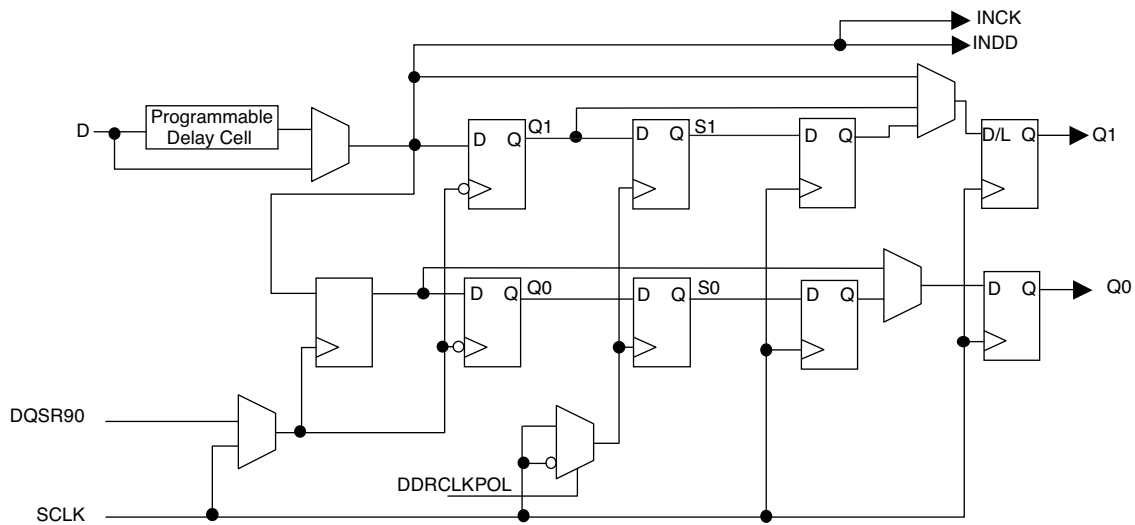 INCK
INDD
D
Programmable
Delay Cell
D Q
Q1
D Q
S1
D Q
D/L Q
Q1
D Q
Q0
D Q
S0
D Q
D Q
Q0
DQSR90
DDRCLKPOL
SCLK